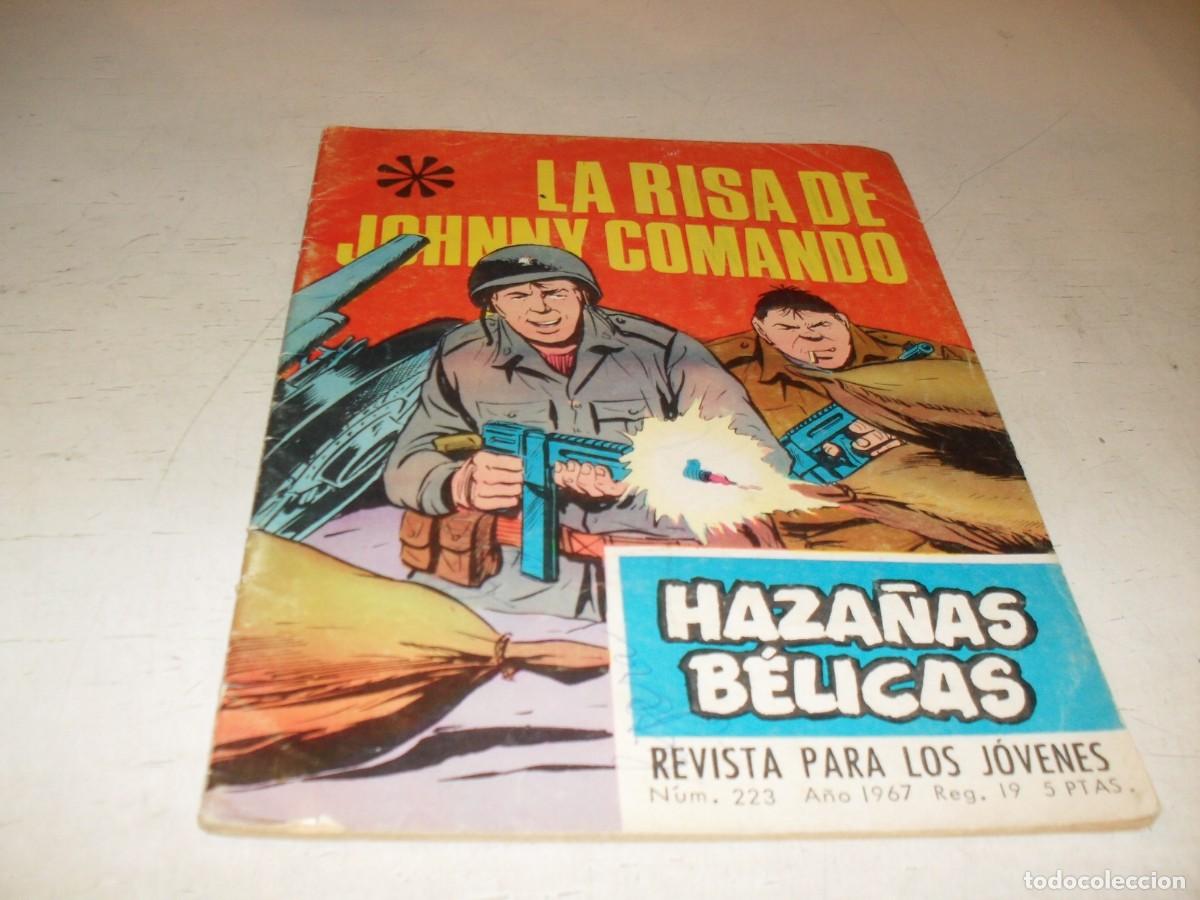 LA RISA DE
JOHNNY COMANDO
HAZAÑAS
BÉLICAS
REVISTA PARA LOS JÓVENES
Núm. 223 Año 1967 Reg. 19 5 PTAS.
todocoleccion